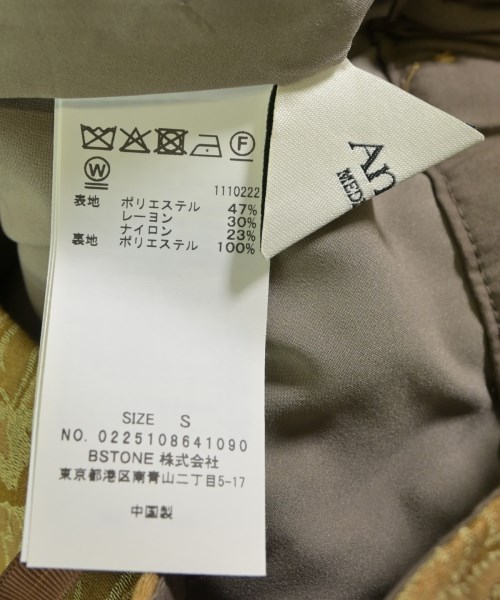 F
W
1110222
表地 ポリエステル 47%
レーヨン 30%
ナイロン 23%
裏地 ポリエステル 100%
SIZE S
NO. 0225108641090
BSTONE 株式会社
東京都港区南青山二丁目5-17
中国製